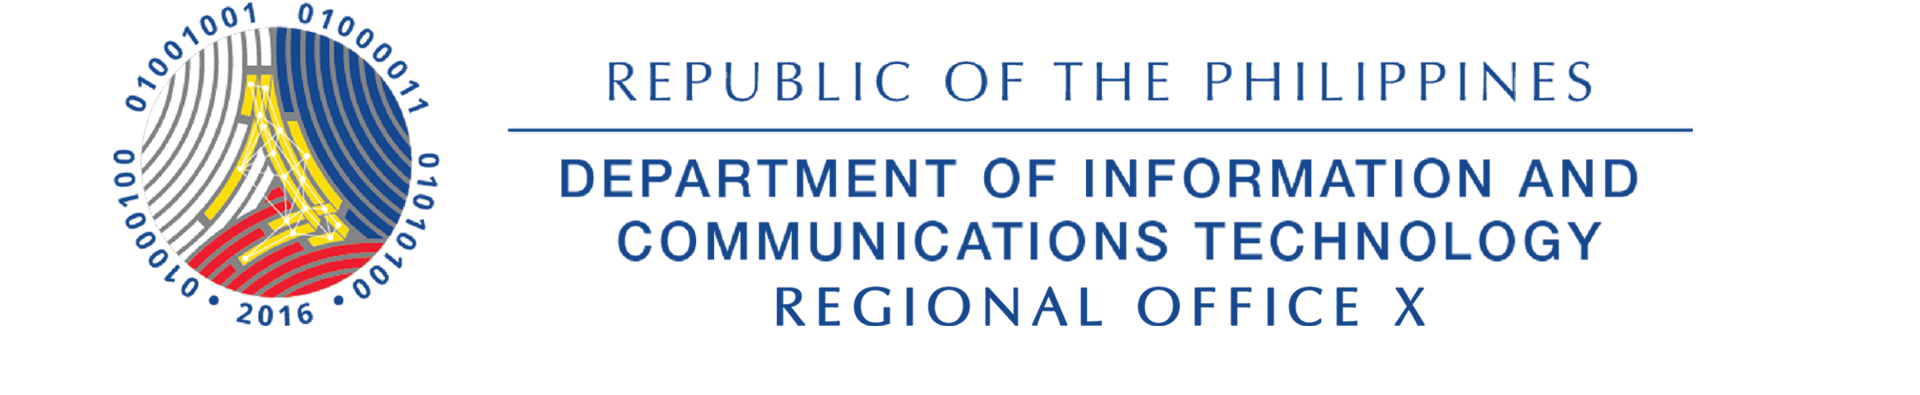 01000100 01001001 01000011 01010100
• 2016 •
REPUBLIC OF THE PHILIPPINES
DEPARTMENT OF INFORMATION AND
COMMUNICATIONS TECHNOLOGY
REGIONAL OFFICE X